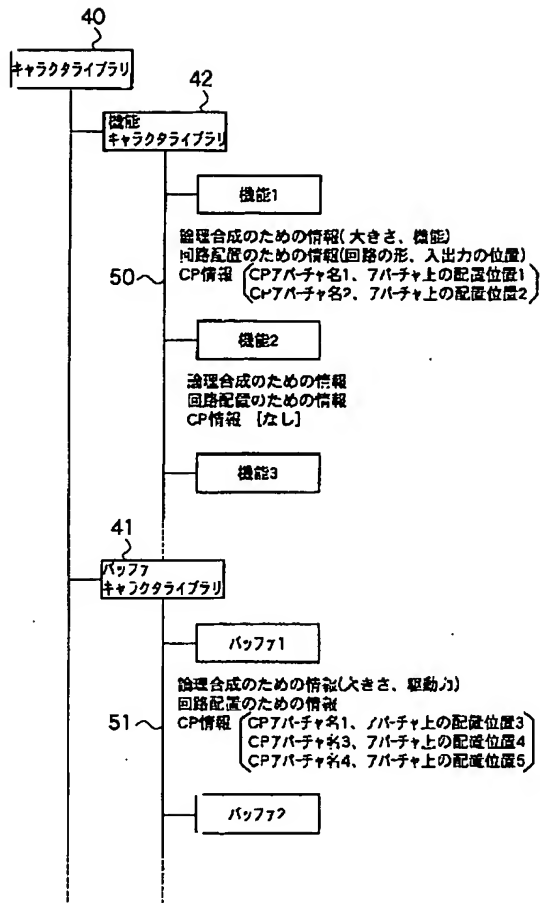 40
キャラクタライブラリ
42
機能
キャラクタライブラリ
機能1
論理合成のための情報(大きさ、機能)
回路配置のための情報(回路の形、入出力の位置)
50
CP情報 CPアパーチャ名1、アパーチャ上の配置位置1
CPアパーチャ名2、アパーチャ上の配置位置2
機能2
論理合成のための情報
回路配置のための情報
CP情報 [なし]
機能3
41
バッファ
キャラクタライブラリ
バッファ1
論理合成のための情報(大きさ、駆動力)
回路配置のための情報
51
CP情報 CPアパーチャ名1、アパーチャ上の配置位置3
CPアパーチャ名3、アパーチャ上の配置位置4
CPアパーチャ名4、アパーチャ上の配置位置5
バッファ2